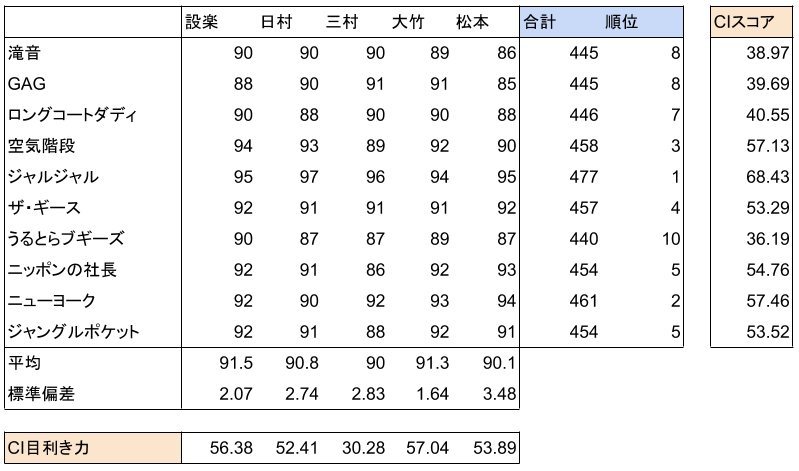 設楽 日村 三村 大竹 松本 合計 順位 CIスコア
滝音 90 90 90 89 86 445 8 38.97
GAG 88 90 91 91 85 445 8 39.69
ロングコートダディ 90 88 90 90 88 446 7 40.55
空気階段 94 93 89 92 90 458 3 57.13
ジャルジャル 95 97 96 94 95 477 1 68.43
ザ・ギース 92 91 91 91 92 457 4 53.29
うるとらブギーズ 90 87 87 89 87 440 10 36.19
ニッポンの社長 92 91 86 92 93 454 5 54.76
ニューヨーク 92 90 92 93 94 461 2 57.46
ジャングルポケット 92 91 88 92 91 454 5 53.52
平均 91.5 90.8 90 91.3 90.1
標準偏差 2.07 2.74 2.83 1.64 3.48
CI目利き力 56.38 52.41 30.28 57.04 53.89